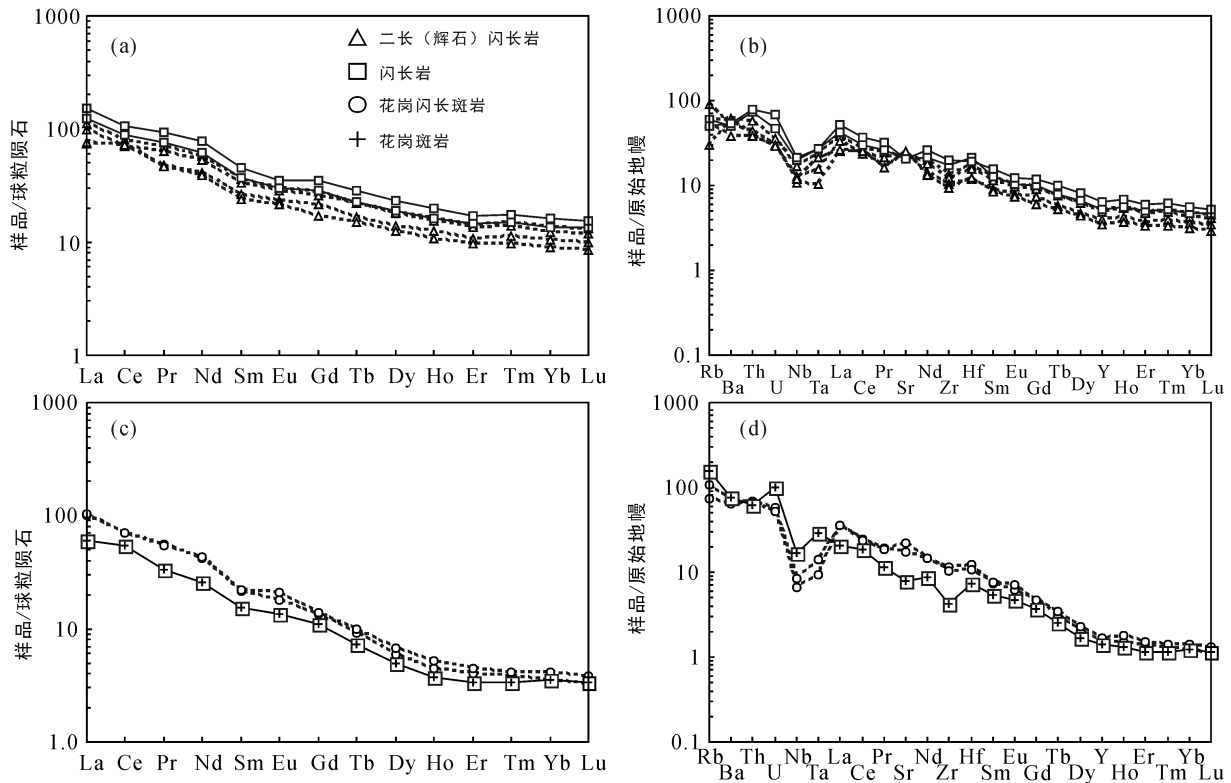 1000
100
10
1
样品/球粒陨石
(a)
二长（辉石）闪长岩
闪长岩
花岗闪长斑岩
花岗斑岩
La Ce Pr Nd Sm Eu Gd Tb Dy Ho Er Tm Yb Lu
1000
100
10
1
0.1
样品/原始地幔
(b)
Rb Th Nb La Pr Nd Hf Eu Tb Y Er Yb
Ba U Ta Ce Sr Zr Sm Gd Dy Ho Tm Lu
1000
100
10
1.0
样品/球粒陨石
(c)
La Ce Pr Nd Sm Eu Gd Tb Dy Ho Er Tm Yb Lu
1000
100
10
1
0.1
样品/原始地幔
(d)
Rb Th Nb La Pr Nd Hf Eu Tb Y Er Yb
Ba U Ta Ce Sr Zr Sm Gd Dy Ho Tm Lu